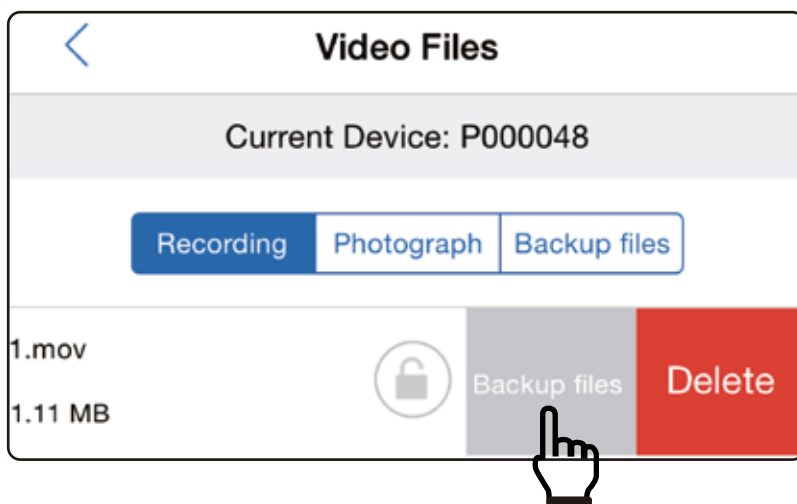 Video Files
Current Device: P000048
Recording Photograph Backup files
1.mov
Backup files Delete
1.11 MB